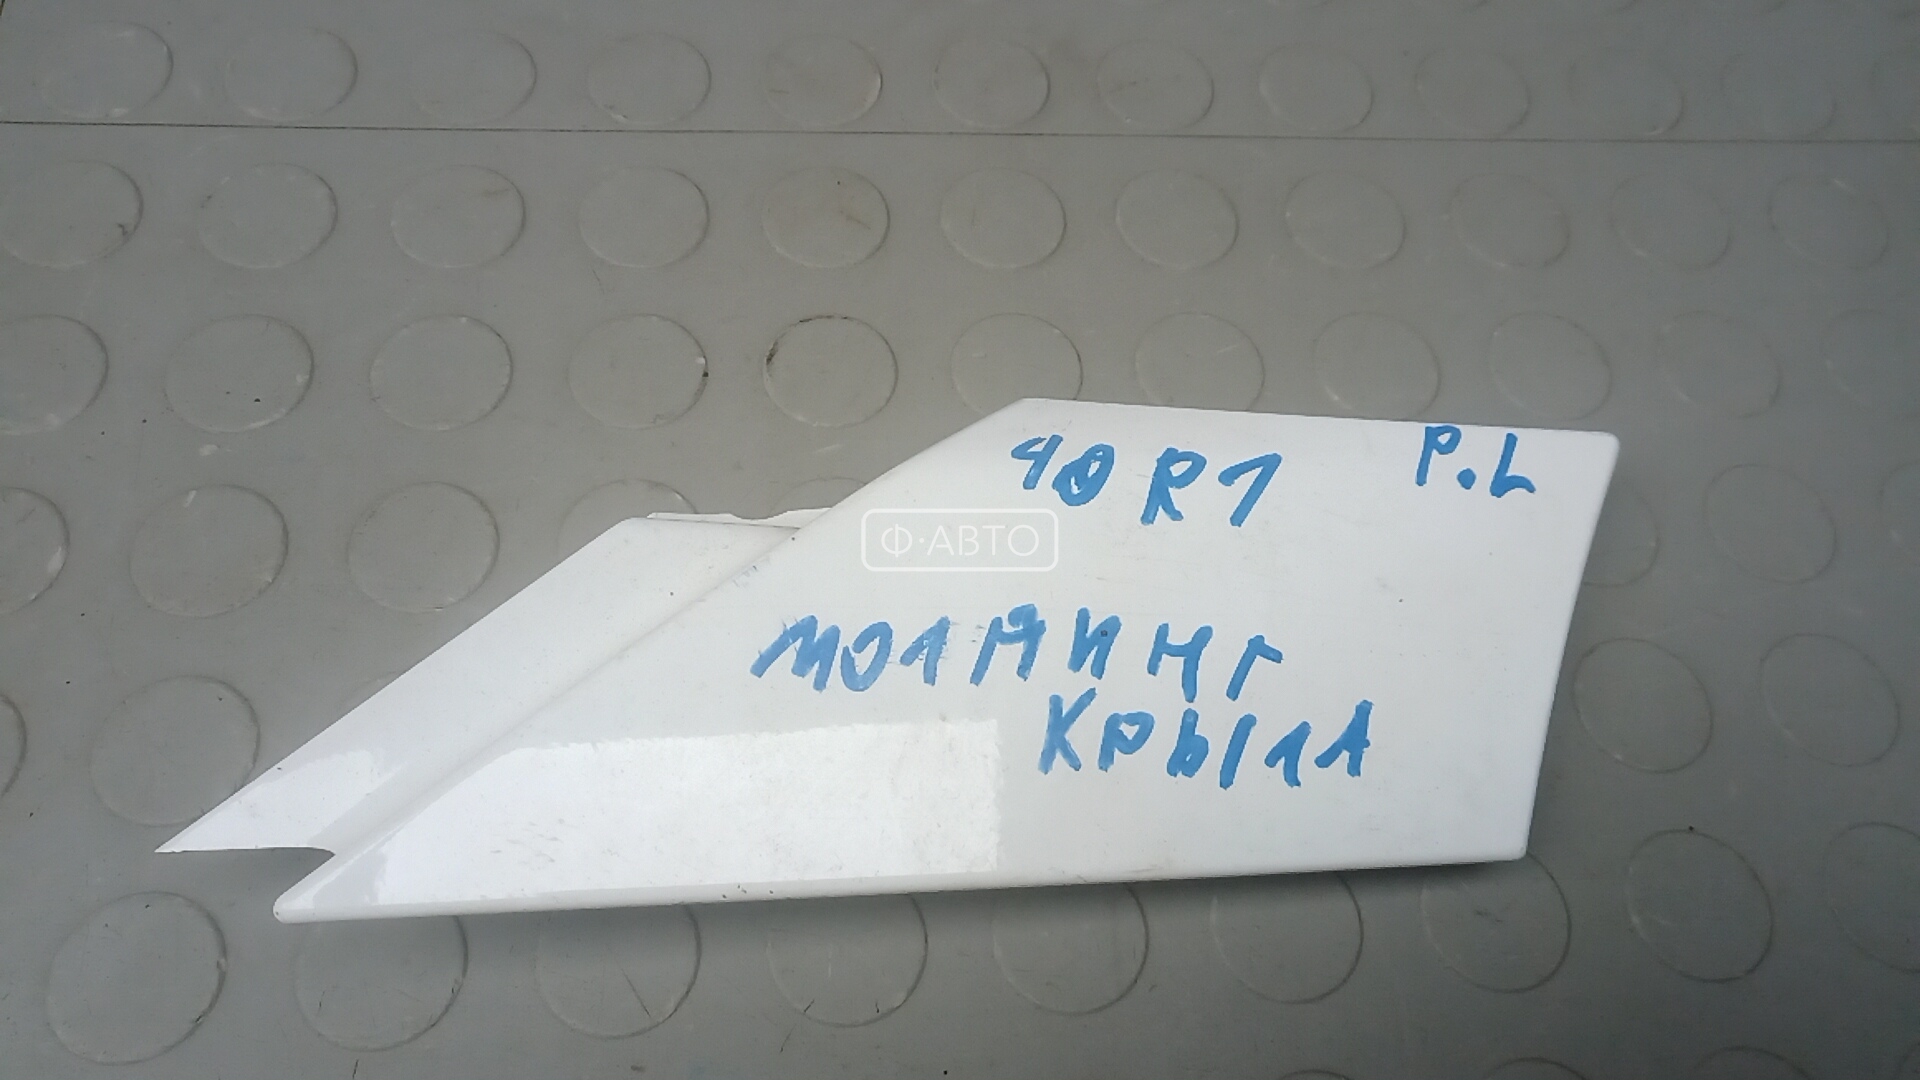 40R1 P.L
Ф·АВТО
МОЛДИНГ
КРЫЛА